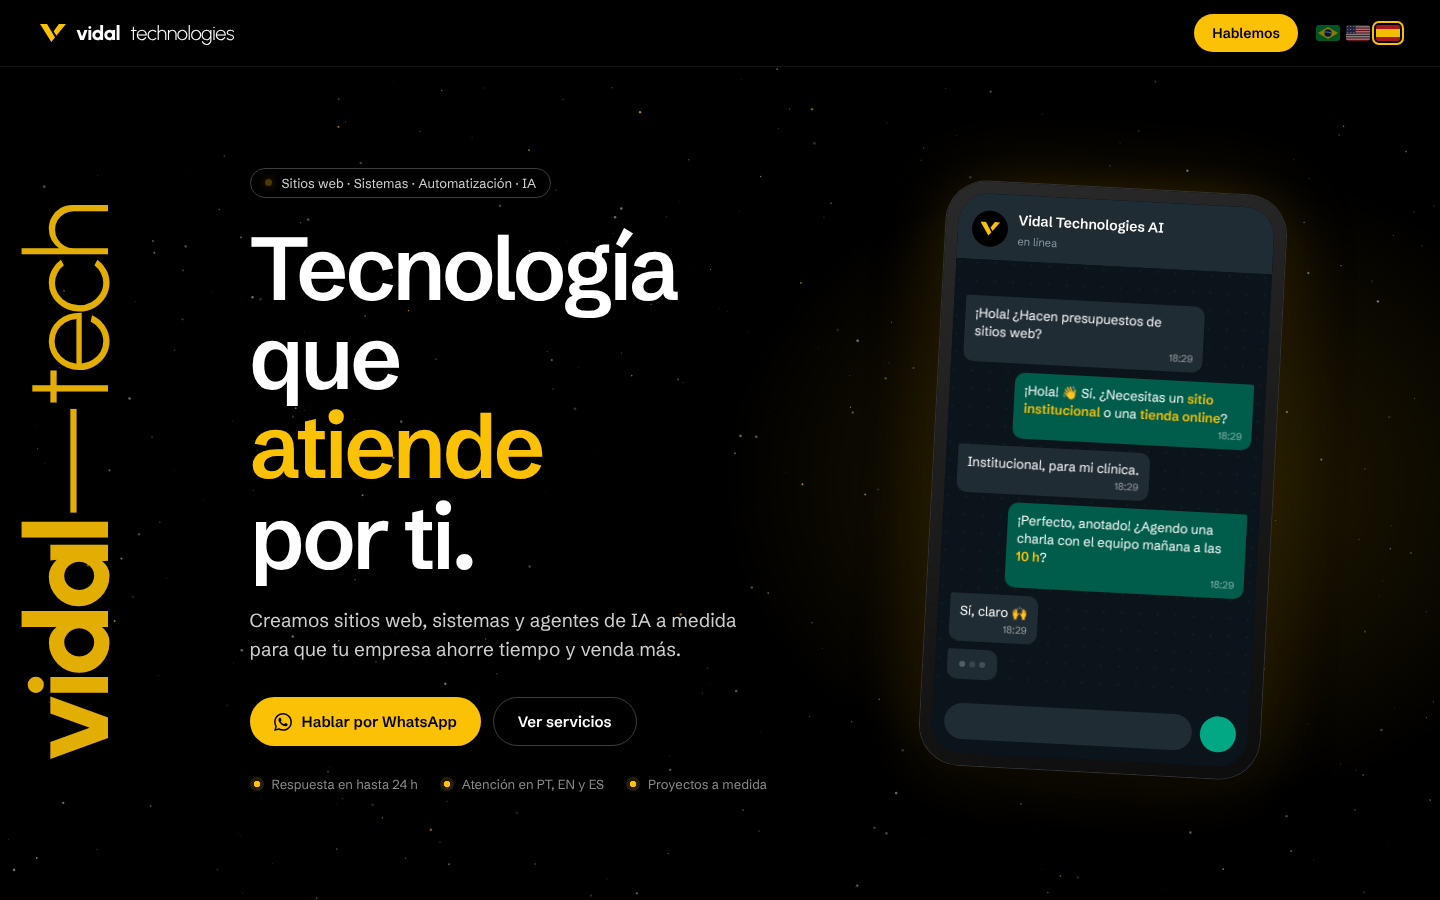 vidal technologies
Hablemos
vidal—tech
Sitios web · Sistemas · Automatización · IA
Tecnología
que
atiende
por ti.
Creamos sitios web, sistemas y agentes de IA a medida
para que tu empresa ahorre tiempo y venda más.
Hablar por WhatsApp
Ver servicios
Respuesta en hasta 24 h
Atención en PT, EN y ES
Proyectos a medida
Vidal Technologies AI
en línea
¡Hola! ¿Hacen presupuestos de
sitios web?
18:29
¡Hola! 👋 Sí. ¿Necesitas un sitio
institucional o una tienda online?
18:29
Institucional, para mi clínica.
18:29
¡Perfecto, anotado! ¿Agendo una
charla con el equipo mañana a las
10 h?
18:29
Sí, claro 🙌
18:29